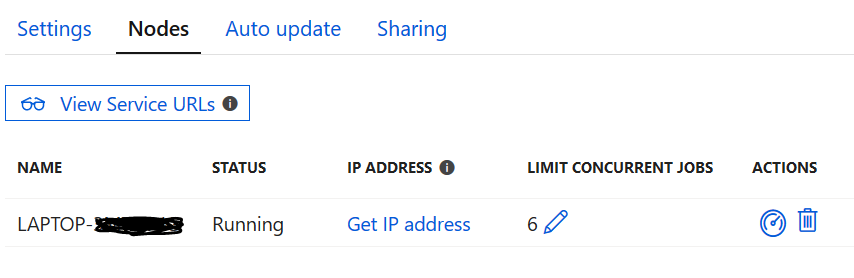 Settings Nodes Auto update Sharing
View Service URLs
NAME STATUS IP ADDRESS LIMIT CONCURRENT JOBS ACTIONS
LAPTOP- Running Get IP address 6